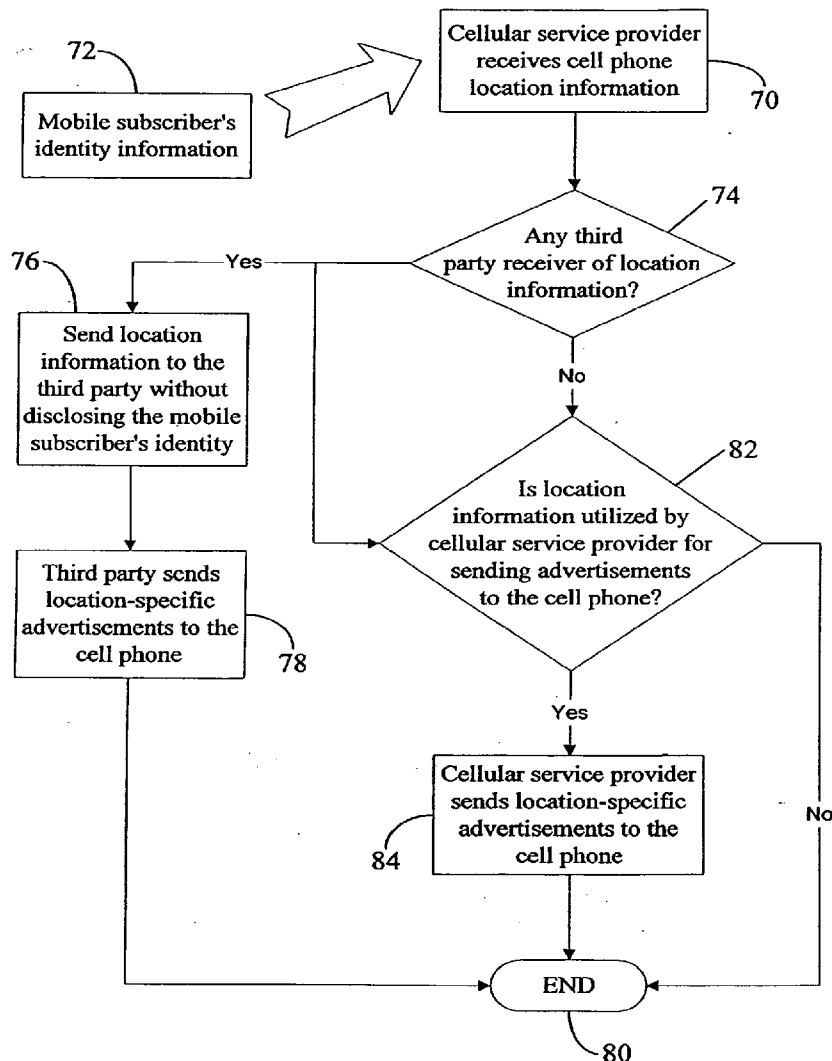 72
Mobile subscriber's
identity information
Cellular service provider
receives cell phone
location information
70
74
Any third
party receiver of location
information?
Yes
No
76
Send location
information to the
third party without
disclosing the mobile
subscriber's identity
82
Is location
information utilized by
cellular service provider for
sending advertisements
to the cell phone?
Third party sends
location-specific
advertisements to the
cell phone
78
Yes
No
Cellular service provider
sends location-specific
advertisements to the
cell phone
84
END
80